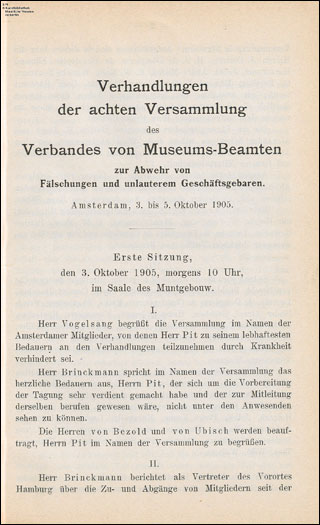 Verhandlungen
der achten Versammlung
des
Verbandes von Museums-Beamten
zur Abwehr von
Fälschungen und unlauterem Geschäftsgebaren.
Amsterdam, 3. bis 5. Oktober 1905.
Erste Sitzung,
den 3. Oktober 1905, morgens 10 Uhr,
im Saale des Muntgebouw.
I.
Herr Vogelsang begrüßt die Versammlung im Namen der
Amsterdamer Mitglieder, von denen Herr Pit zu seinem lebhaftesten
Bedauern an den Verhandlungen teilzunehmen durch Krankheit
verhindert sei.
Herr Brinckmann spricht im Namen der Versammlung das
herzliche Bedauern aus, Herrn Pit, der sich um die Vorbereitung
der Tagung sehr verdient gemacht habe und der zur Mitleitung
derselben berufen gewesen wäre, nicht unter den Anwesenden
sehen zu können.
Die Herren von Bezold und von Ubisch werden beauf-
tragt, Herrn Pit im Namen der Versammlung zu begrüßen.
II.
Herr Brinckmann berichtet als Vertreter des Vorortes
Hamburg über die Zu- und Abgänge von Mitgliedern seit der